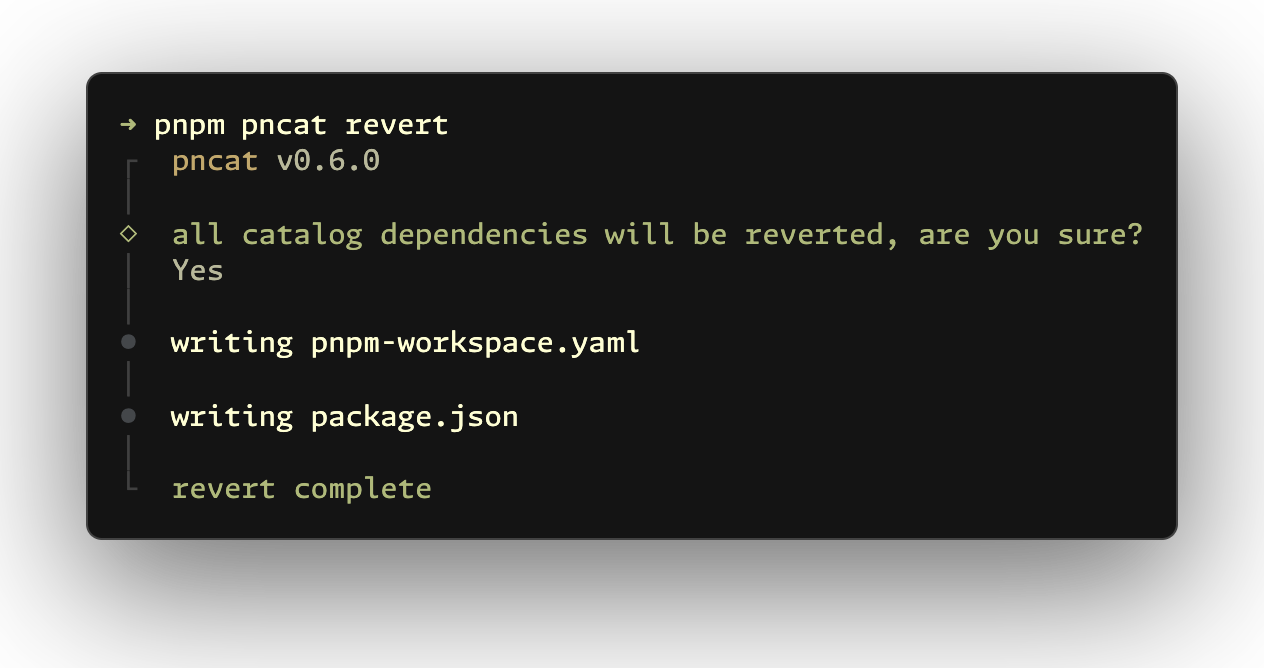 ➜ pnpm pncat revert
pncat v0.6.0
all catalog dependencies will be reverted, are you sure?
Yes
writing pnpm-workspace.yaml
writing package.json
revert complete